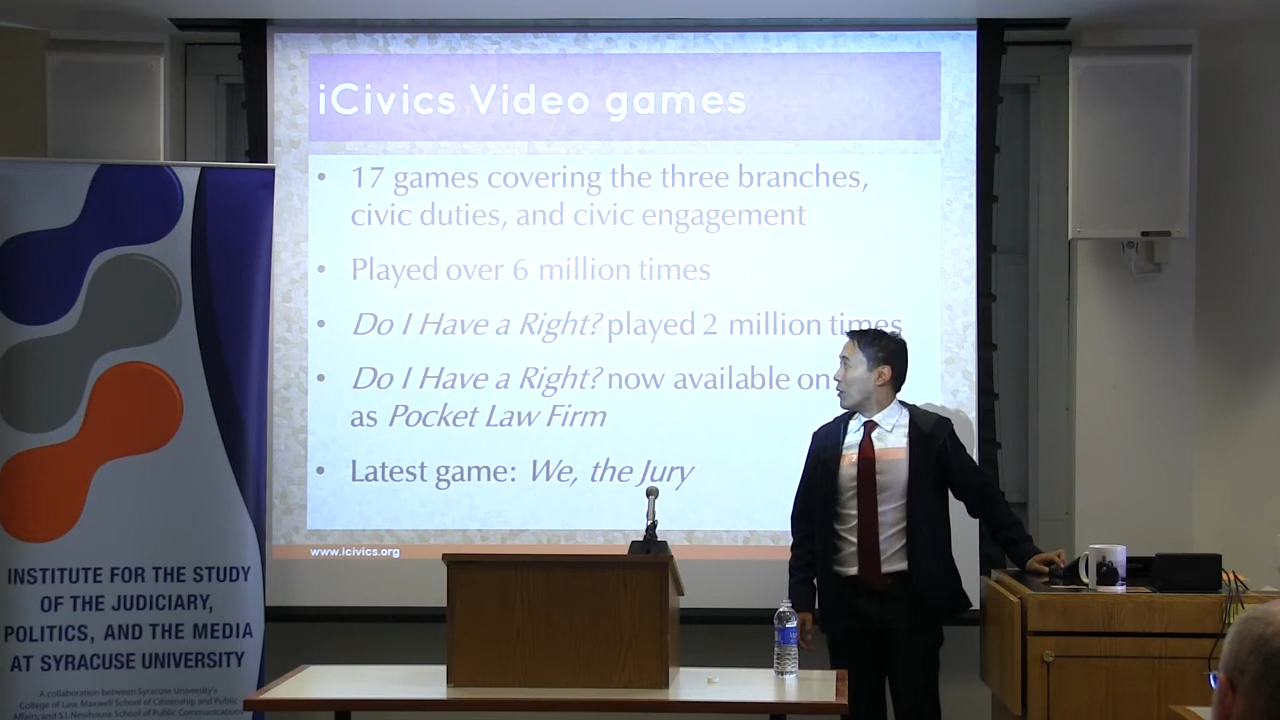 iCivics Video games
• 17 games covering the three branches,
civic duties, and civic engagement
• Played over 6 million times
• Do I Have a Right? played 2 million times
• Do I Have a Right? now available on
as Pocket Law Firm
• Latest game: We, the Jury
www.icivics.org
INSTITUTE FOR THE STUDY
OF THE JUDICIARY,
POLITICS, AND THE MEDIA
AT SYRACUSE UNIVERSITY
A collaboration between Syracuse University's
College of Law, Maxwell School of Citizenship and Public
Affairs and S.I. Newhouse School of Public Communications